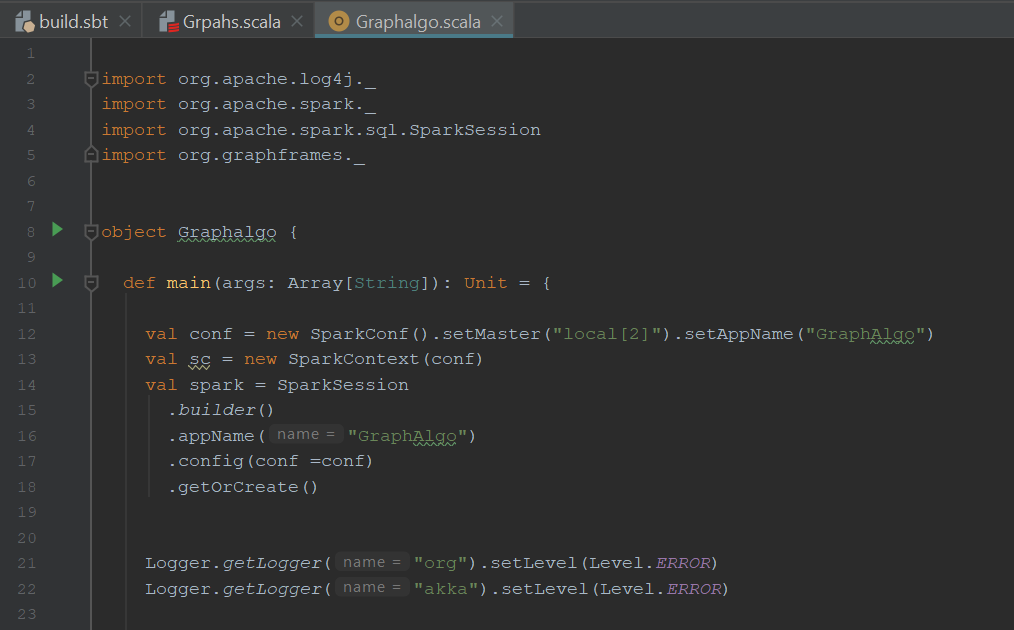 build.sbt Grpahs.scala Graphalgo.scala
1
2 import org.apache.log4j._
3 import org.apache.spark._
4 import org.apache.spark.sql.SparkSession
5 import org.graphframes._
6
7
8 object Graphalgo {
9
10 def main(args: Array[String]): Unit = {
11
12 val conf = new SparkConf().setMaster("local[2]").setAppName("GraphAlgo")
13 val sc = new SparkContext(conf)
14 val spark = SparkSession
15 .builder()
16 .appName( name = "GraphAlgo")
17 .config(conf =conf)
18 .getOrCreate()
19
20
21 Logger.getLogger( name = "org").setLevel(Level.ERROR)
22 Logger.getLogger( name = "akka").setLevel(Level.ERROR)
23